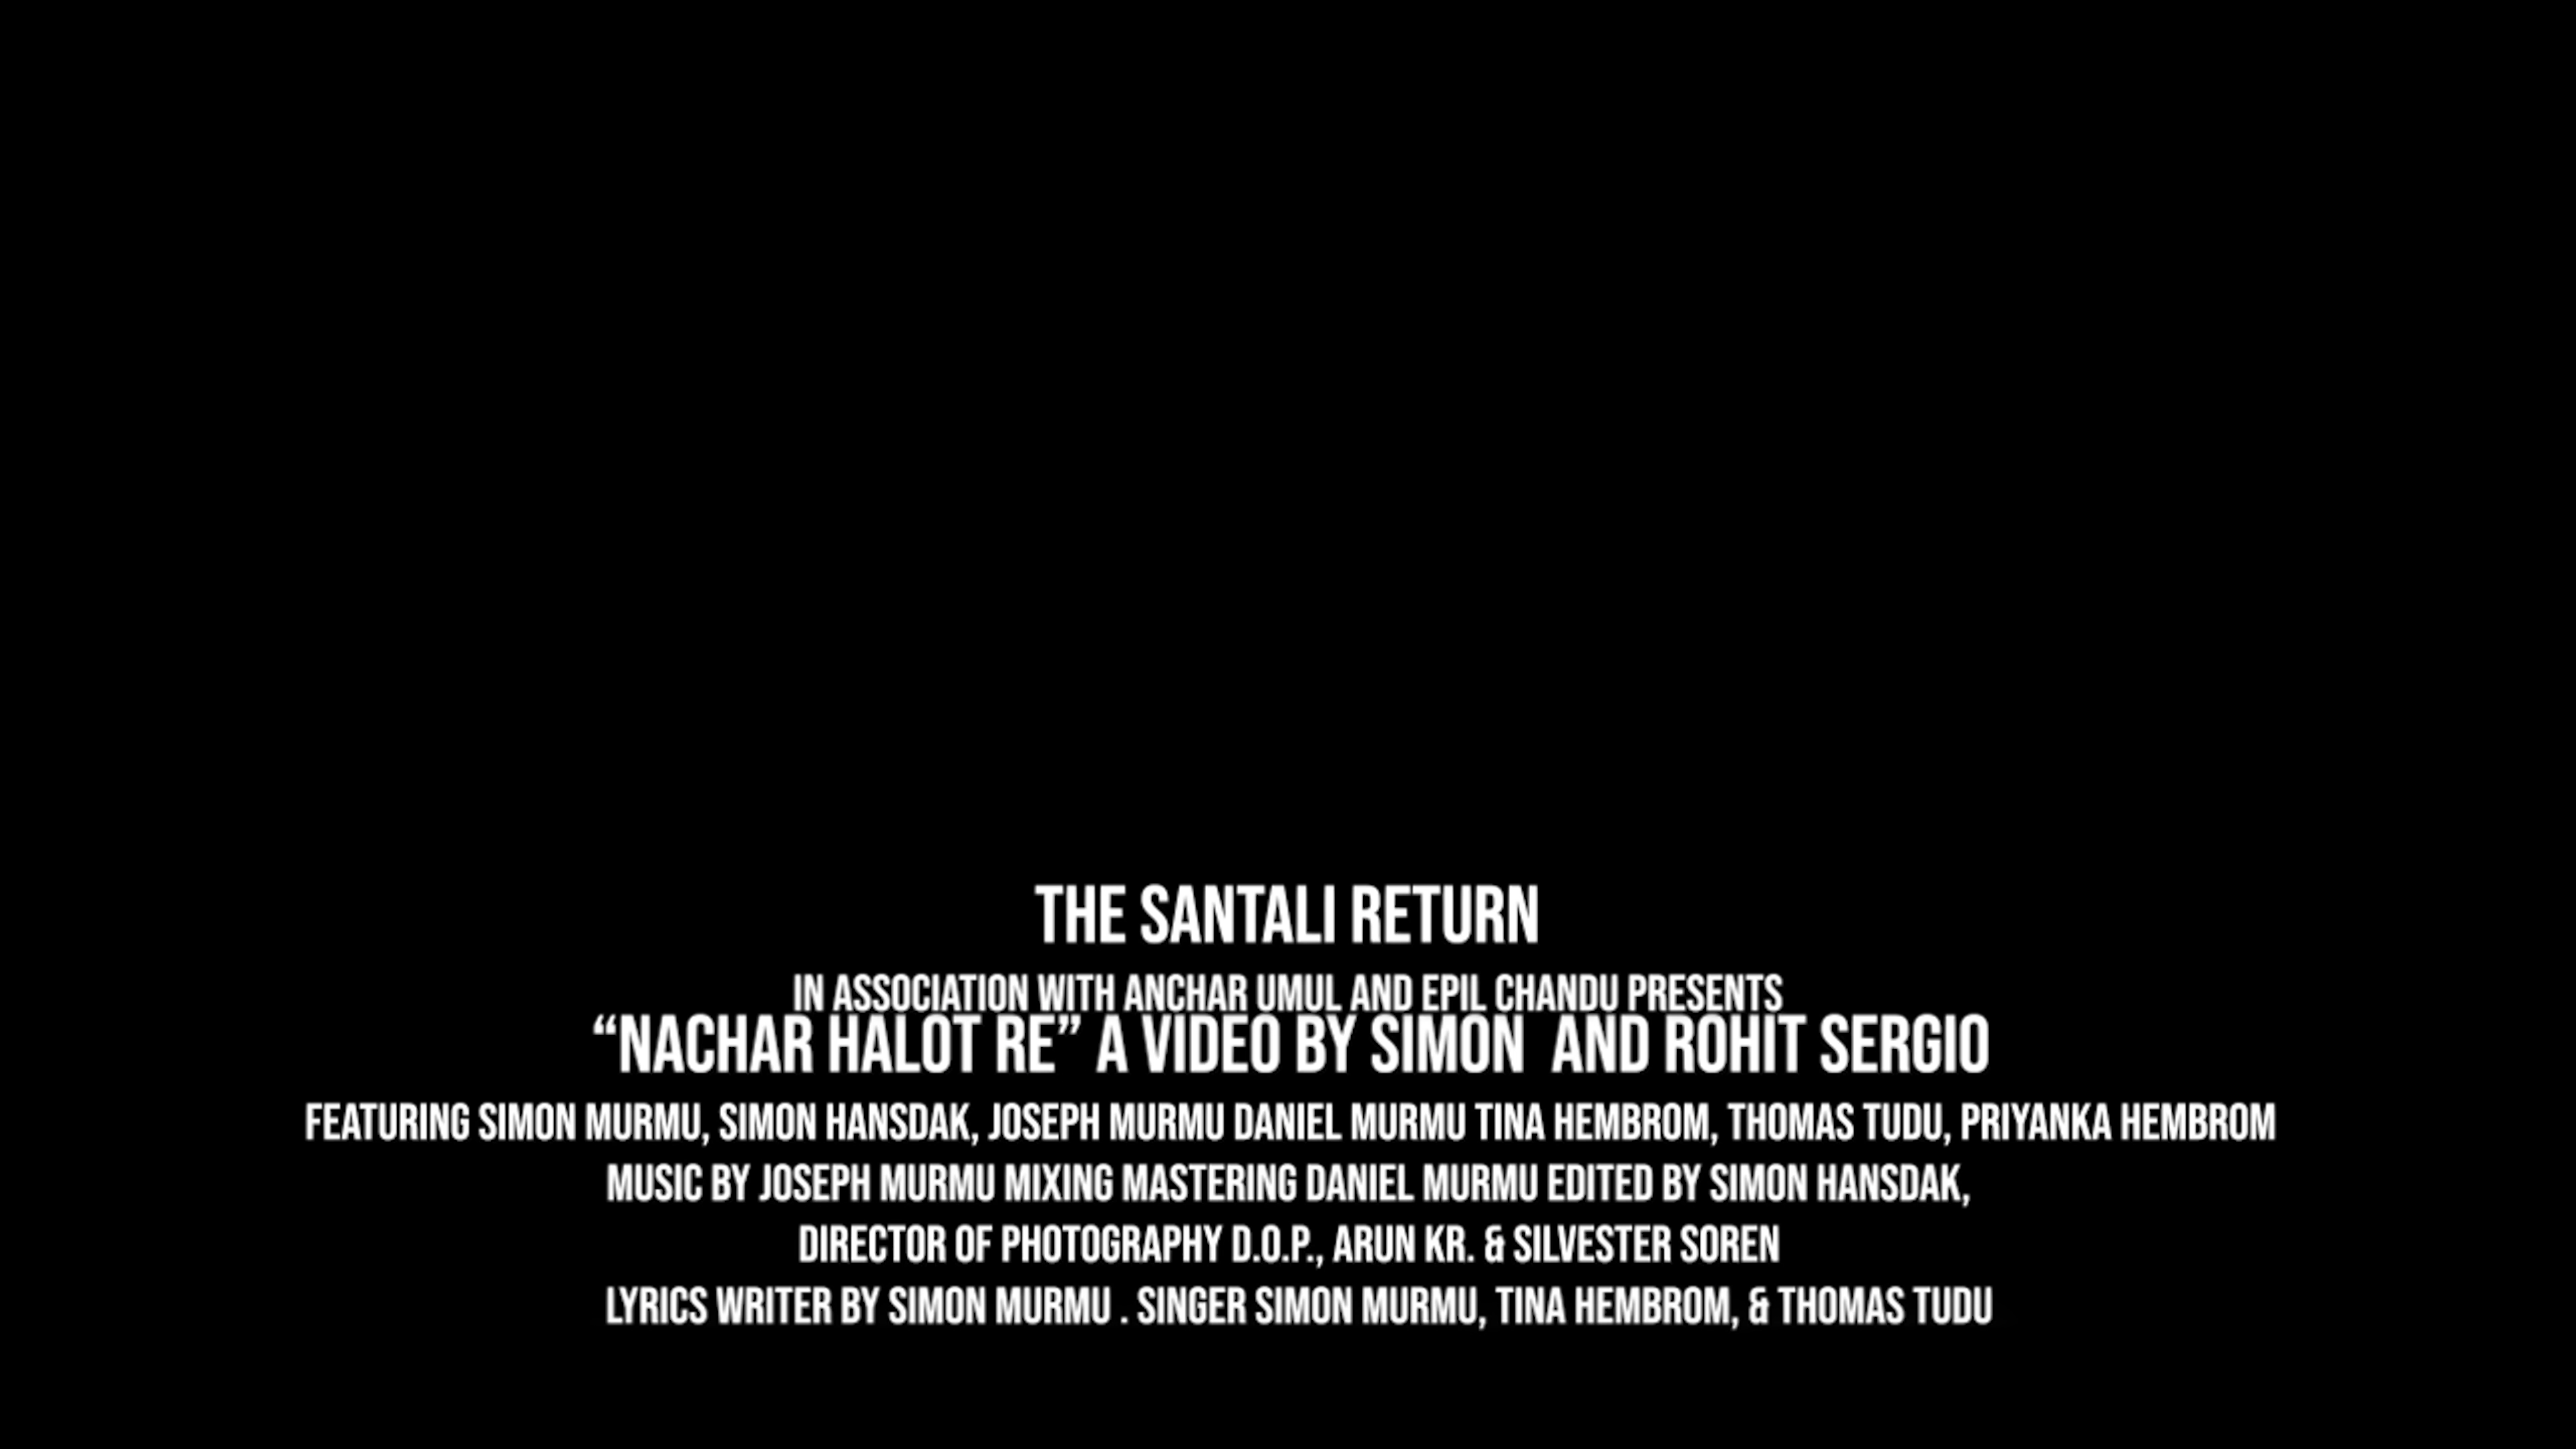 THE SANTALI RETURN
IN ASSOCIATION WITH ANCHAR UMUL AND EPIL CHANDU PRESENTS
“NACHAR HALOT RE” A VIDEO BY SIMON AND ROHIT SERGIO
FEATURING SIMON MURMU, SIMON HANSDAK, JOSEPH MURMU DANIEL MURMU TINA HEMBROM, THOMAS TUDU, PRIYANKA HEMBROM
MUSIC BY JOSEPH MURMU MIXING MASTERING DANIEL MURMU EDITED BY SIMON HANSDAK,
DIRECTOR OF PHOTOGRAPHY D.O.P., ARUN KR. & SILVESTER SOREN
LYRICS WRITER BY SIMON MURMU . SINGER SIMON MURMU, TINA HEMBROM, & THOMAS TUDU